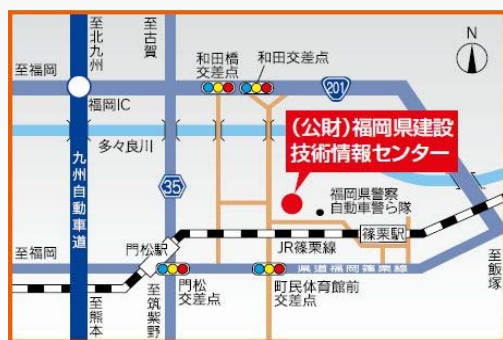 至北九州
至古賀
和田橋
交差点
和田交差点
N
至福岡
福岡IC
201
多々良川
(公財)福岡県建設
技術情報センター
九州自動車道
35
福岡県警察
自動車警ら隊
門松駅
篠栗駅
至福岡
JR篠栗線
県道福岡篠栗線
門松
交差点
町民体育館前
交差点
至飯塚
至熊本
至筑紫野